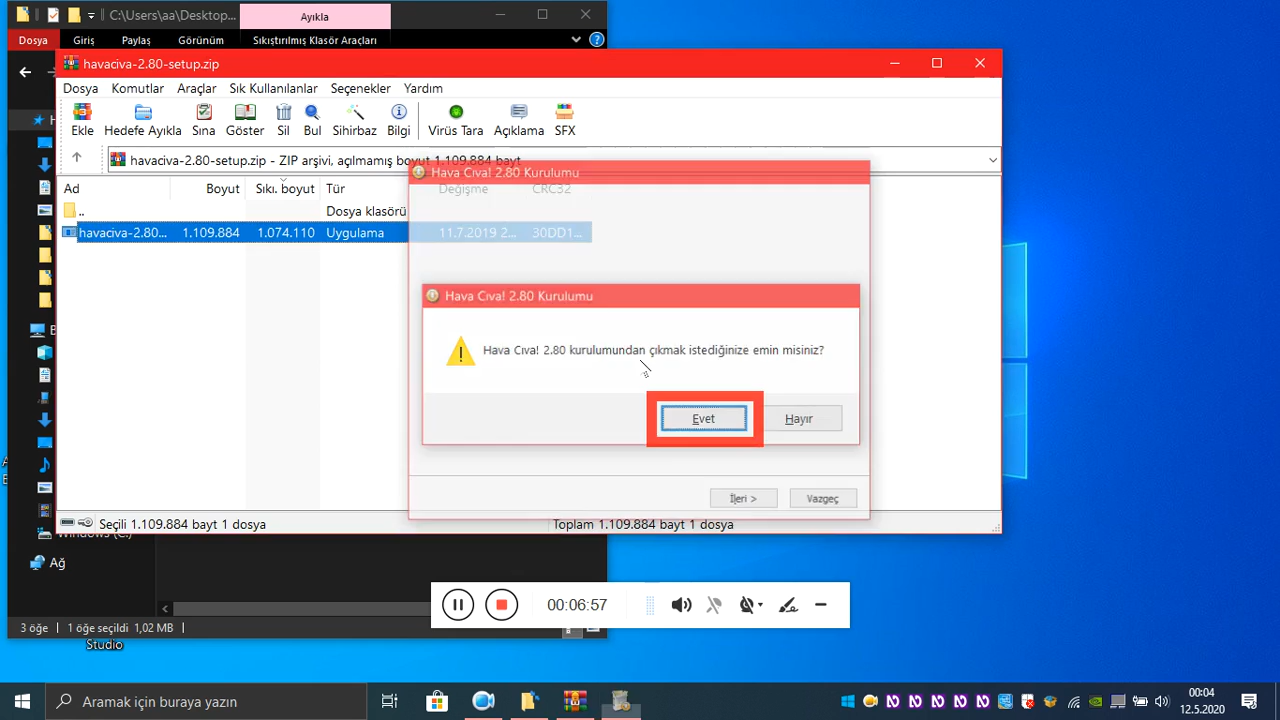 C:\Users\aa\Desktop...
Ayıkla
Dosya
Giriş
Paylaş
Görünüm
Sıkıştırılmış Klasör Araçları
havaciva-2.80-setup.zip
Dosya
Komutlar
Araçlar
Sık Kullanılanlar
Seçenekler
Yardım
Ekle
Hedefe Ayıkla
Sına
Göster
Sil
Bul
Sihirbaz
Bilgi
Virüs Tara
Açıklama
SFX
havaciva-2.80-setup.zip - ZIP arşivi, açılmamış boyut 1.109.884 bayt
Hava Cıva! 2.80 Kurulumu
Ad
Boyut
Sıkı. boyut
Tür
Değişme
CRC32
..
Dosya klasörü
havaciva-2.80...
1.109.884
1.074.110
Uygulama
11.7.2019 2...
30DD1...
Hava Cıva! 2.80 Kurulumu
Hava Cıva! 2.80 kurulumundan çıkmak istediğinize emin misiniz?
Evet
Hayır
İleri >
Vazgeç
Seçili 1.109.884 bayt 1 dosya
Toplam 1.109.884 bayt 1 dosya
Windows (C:)
Ağ
00:06:57
3 öğe
1 öğe seçildi 1,02 MB
Studio
Aramak için buraya yazın
00:04
12.5.2020